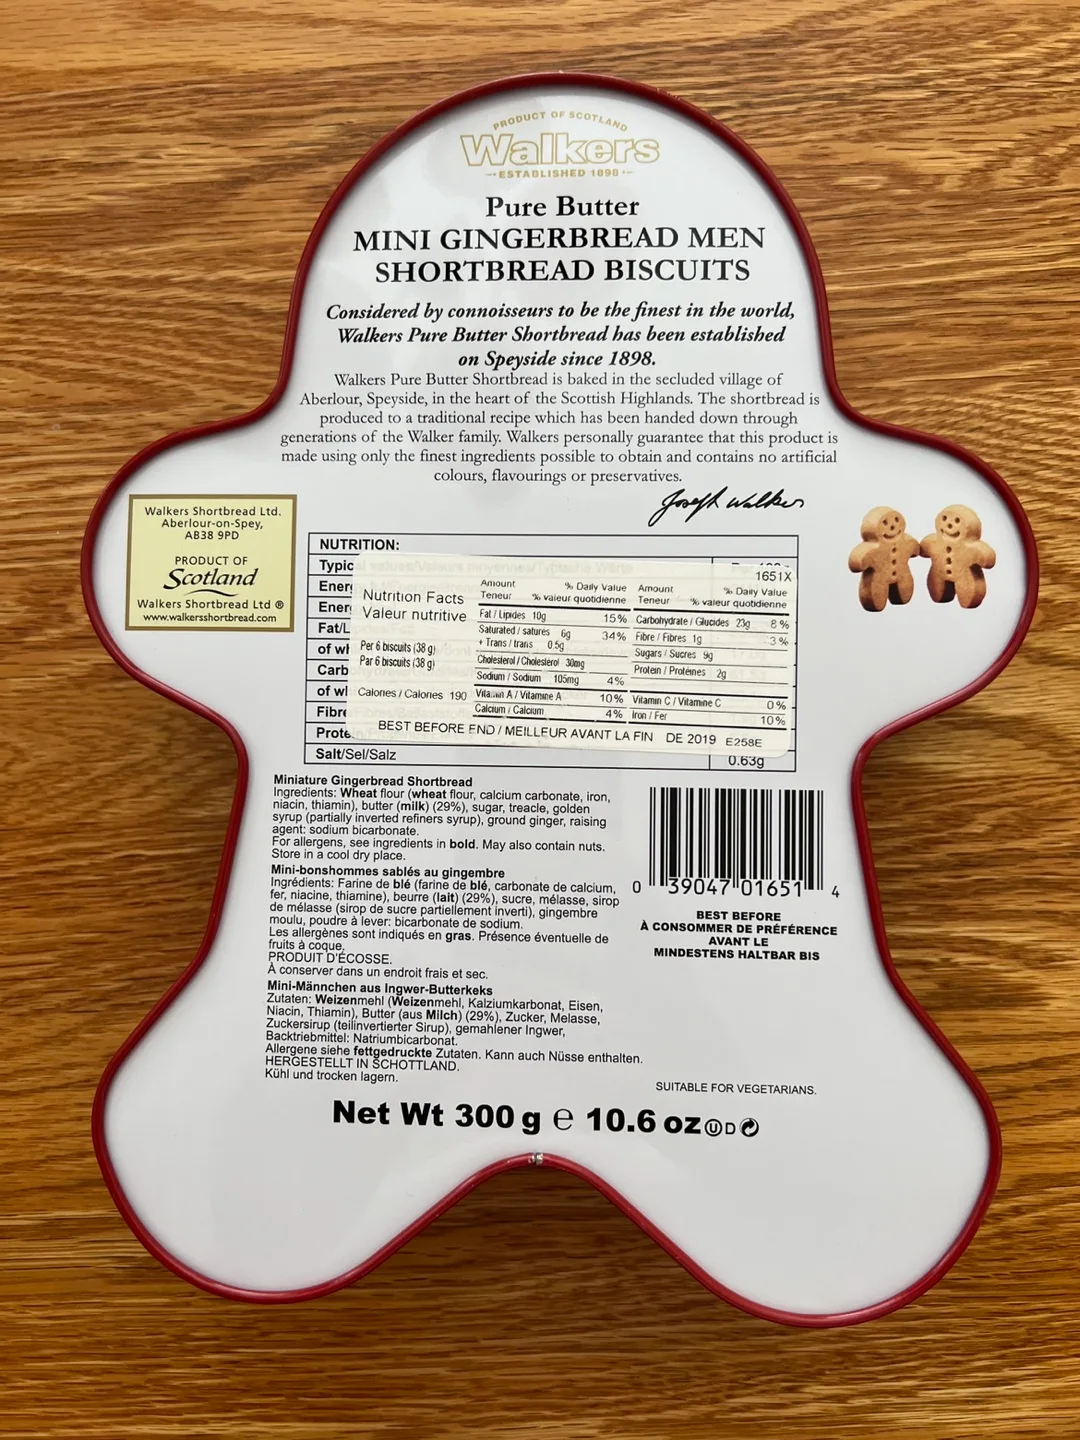 PRODUCT OF SCOTLAND
Walkers
ESTABLISHED 1898
Pure Butter
MINI GINGERBREAD MEN
SHORTBREAD BISCUITS
Considered by connoisseurs to be the finest in the world,
Walkers Pure Butter Shortbread has been established
on Speyside since 1898.
Walkers Pure Butter Shortbread is baked in the secluded village of
Aberlour, Speyside, in the heart of the Scottish Highlands. The shortbread is
produced to a traditional recipe which has been handed down through
generations of the Walker family. Walkers personally guarantee that this product is
made using only the finest ingredients possible to obtain and contains no artificial
colours, flavourings or preservatives.
Joseph Walker
Walkers Shortbread Ltd.
Aberlour-on-Spey,
AB38 9PD
PRODUCT OF
Scotland
Walkers Shortbread Ltd ®
www.walkersshortbread.com
NUTRITION:
1651X
Nutrition Facts
Valeur nutritive
Per 6 biscuits (38 g)
Par 6 biscuits (38 g)
Calories / Calories 190
Amount % Daily Value
Teneur % valeur quotidienne
Fat / Lipides 10g 15%
Saturated / saturés 6g 34%
+ Trans / trans 0.5g
Cholesterol / Cholestérol 30mg
Sodium / Sodium 105mg 4%
Vitamin A / Vitamine A 10%
Calcium / Calcium 4%
Amount % Daily Value
Teneur % valeur quotidienne
Carbohydrate / Glucides 23g 8%
Fibre / Fibres 1g 3%
Sugars / Sucres 9g
Protein / Protéines 2g
Vitamin C / Vitamine C 0%
Iron / Fer 10%
BEST BEFORE END / MEILLEUR AVANT LA FIN DE 2019 E258E
Salt/Sel/Salz 0.63g
Miniature Gingerbread Shortbread
Ingredients: Wheat flour (wheat flour, calcium carbonate, iron,
niacin, thiamin), butter (milk) (29%), sugar, treacle, golden
syrup (partially inverted refiners syrup), ground ginger, raising
agent: sodium bicarbonate.
For allergens, see ingredients in bold. May also contain nuts.
Store in a cool dry place.
Mini-bonshommes sablés au gingembre
Ingrédients: Farine de blé (farine de blé, carbonate de calcium,
fer, niacine, thiamine), beurre (lait) (29%), sucre, mélasse, sirop
de mélasse (sirop de sucre partiellement inverti), gingembre
moulu, poudre à lever: bicarbonate de sodium.
Les allergènes sont indiqués en gras. Présence éventuelle de
fruits à coque.
PRODUIT D'ÉCOSSE.
À conserver dans un endroit frais et sec.
Mini-Männchen aus Ingwer-Butterkeks
Zutaten: Weizenmehl (Weizenmehl, Kalziumkarbonat, Eisen,
Niacin, Thiamin), Butter (aus Milch) (29%), Zucker, Melasse,
Zuckersirup (teilinvertierter Sirup), gemahlener Ingwer,
Backtriebmittel: Natriumbicarbonat.
Allergene siehe fettgedruckte Zutaten. Kann auch Nüsse enthalten.
HERGESTELLT IN SCHOTTLAND.
Kühl und trocken lagern.
0 39047 01651 4
BEST BEFORE
À CONSOMMER DE PRÉFÉRENCE
AVANT LE
MINDESTENS HALTBAR BIS
SUITABLE FOR VEGETARIANS.
Net Wt 300 g e 10.6 oz U D